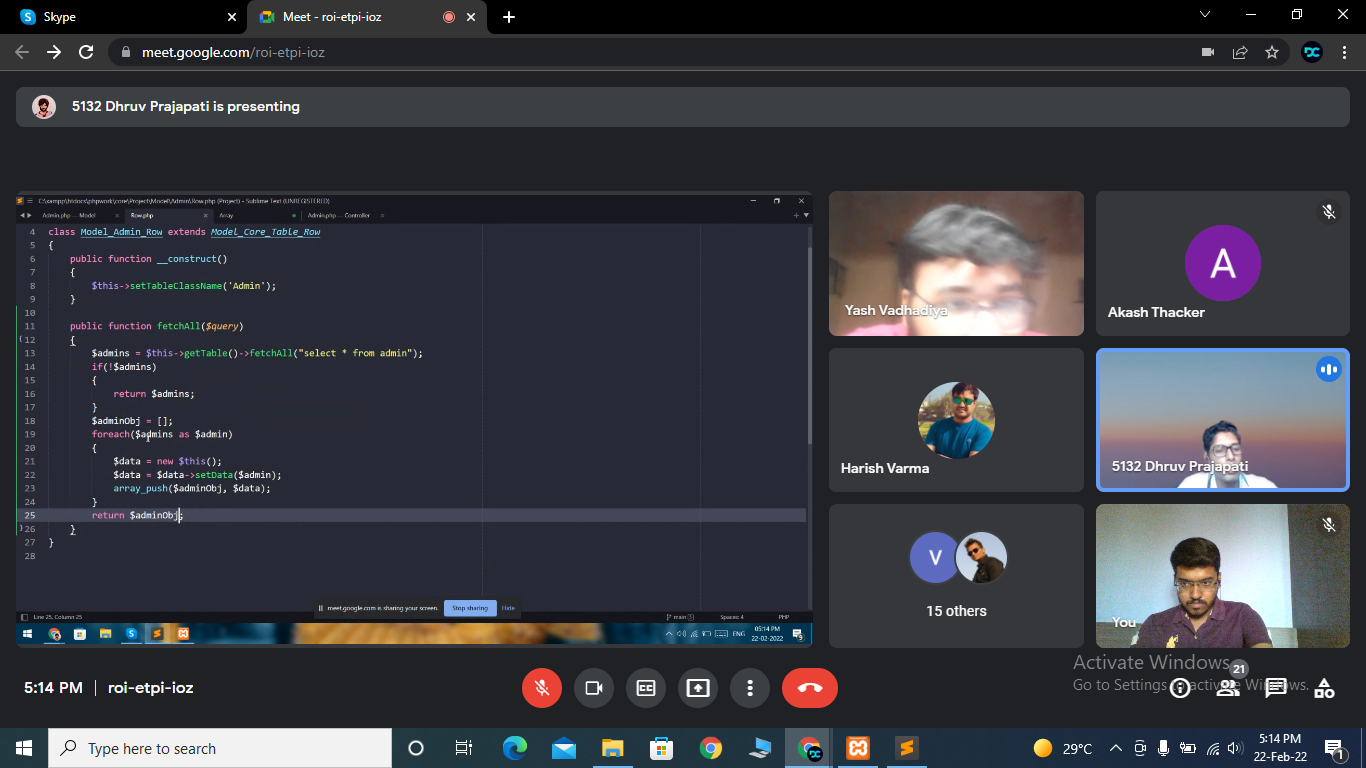 Skype
Meet - roi-etpi-ioz
meet.google.com/roi-etpi-ioz
DC
5132 Dhruv Prajapati is presenting
C:\xampp\htdocs\phpwork\core\Project\Model\Admin\Row.php (Project) - Sublime Text (UNREGISTERED)
Admin.php — Model
Row.php
Array
Admin.php — Controller
4 class Model_Admin_Row extends Model_Core_Table_Row
5 {
6 public function __construct()
7 {
8 $this->setTableClassName('Admin');
9 }
10
11 public function fetchAll($query)
12 {
13 $admins = $this->getTable()->fetchAll("select * from admin");
14 if(!$admins)
15 {
16 return $admins;
17 }
18 $adminObj = [];
19 foreach($admins as $admin)
20 {
21 $data = new $this();
22 $data = $data->setData($admin);
23 array_push($adminObj, $data);
24 }
25 return $adminObj;
26 }
27 }
28
meet.google.com is sharing your screen.
Stop sharing
Hide
Line 25, Column 25
main
Spaces: 4
PHP
ENG
05:14 PM
22-02-2022
Yash Vadhadiya
A
Akash Thacker
Harish Varma
5132 Dhruv Prajapati
V
15 others
You
Activate Windows
Go to Settings to activate Windows.
5:14 PM
roi-etpi-ioz
21
Type here to search
29°C
5:14 PM
22-Feb-22
1